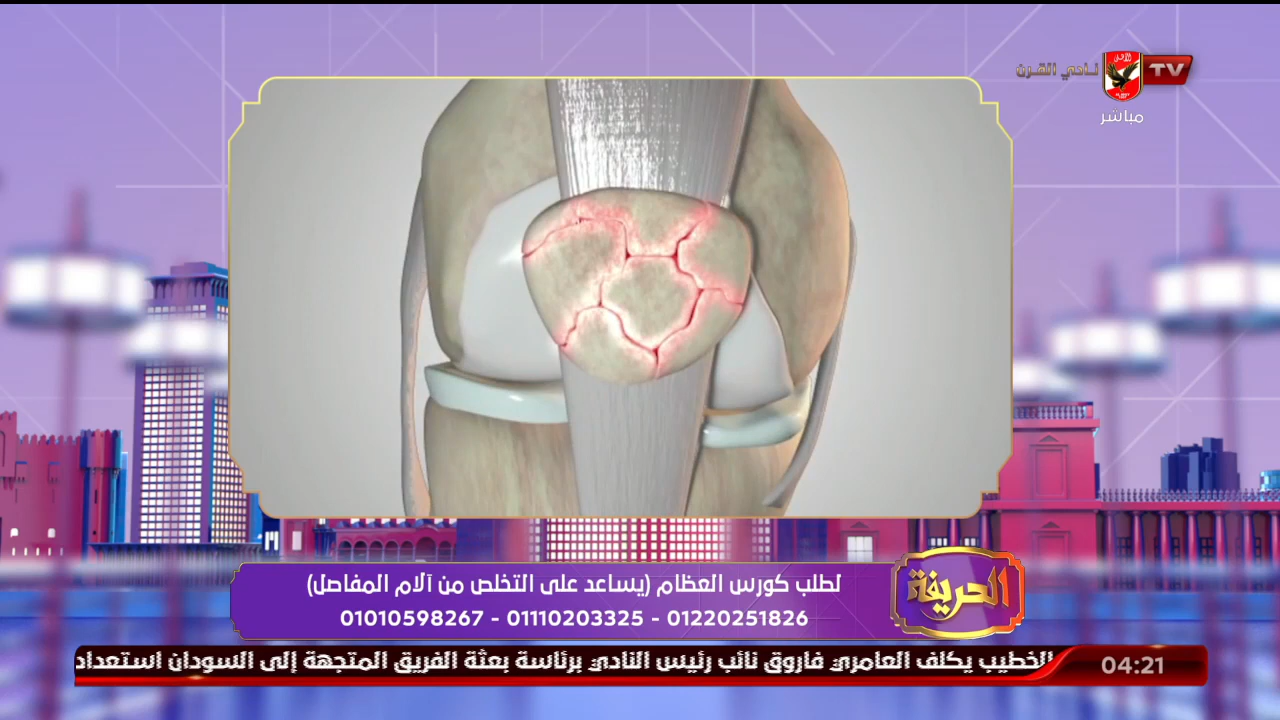 نادي القرن
TV
مباشر
لطلب كورس العظام (يساعد على التخلص من آلام المفاصل)
01010598267 - 01110203325 - 01220251826
الحريفة
الخطيب يكلف العامري فاروق نائب رئيس النادي برئاسة بعثة الفريق المتجهة إلى السودان استعداد
04:21